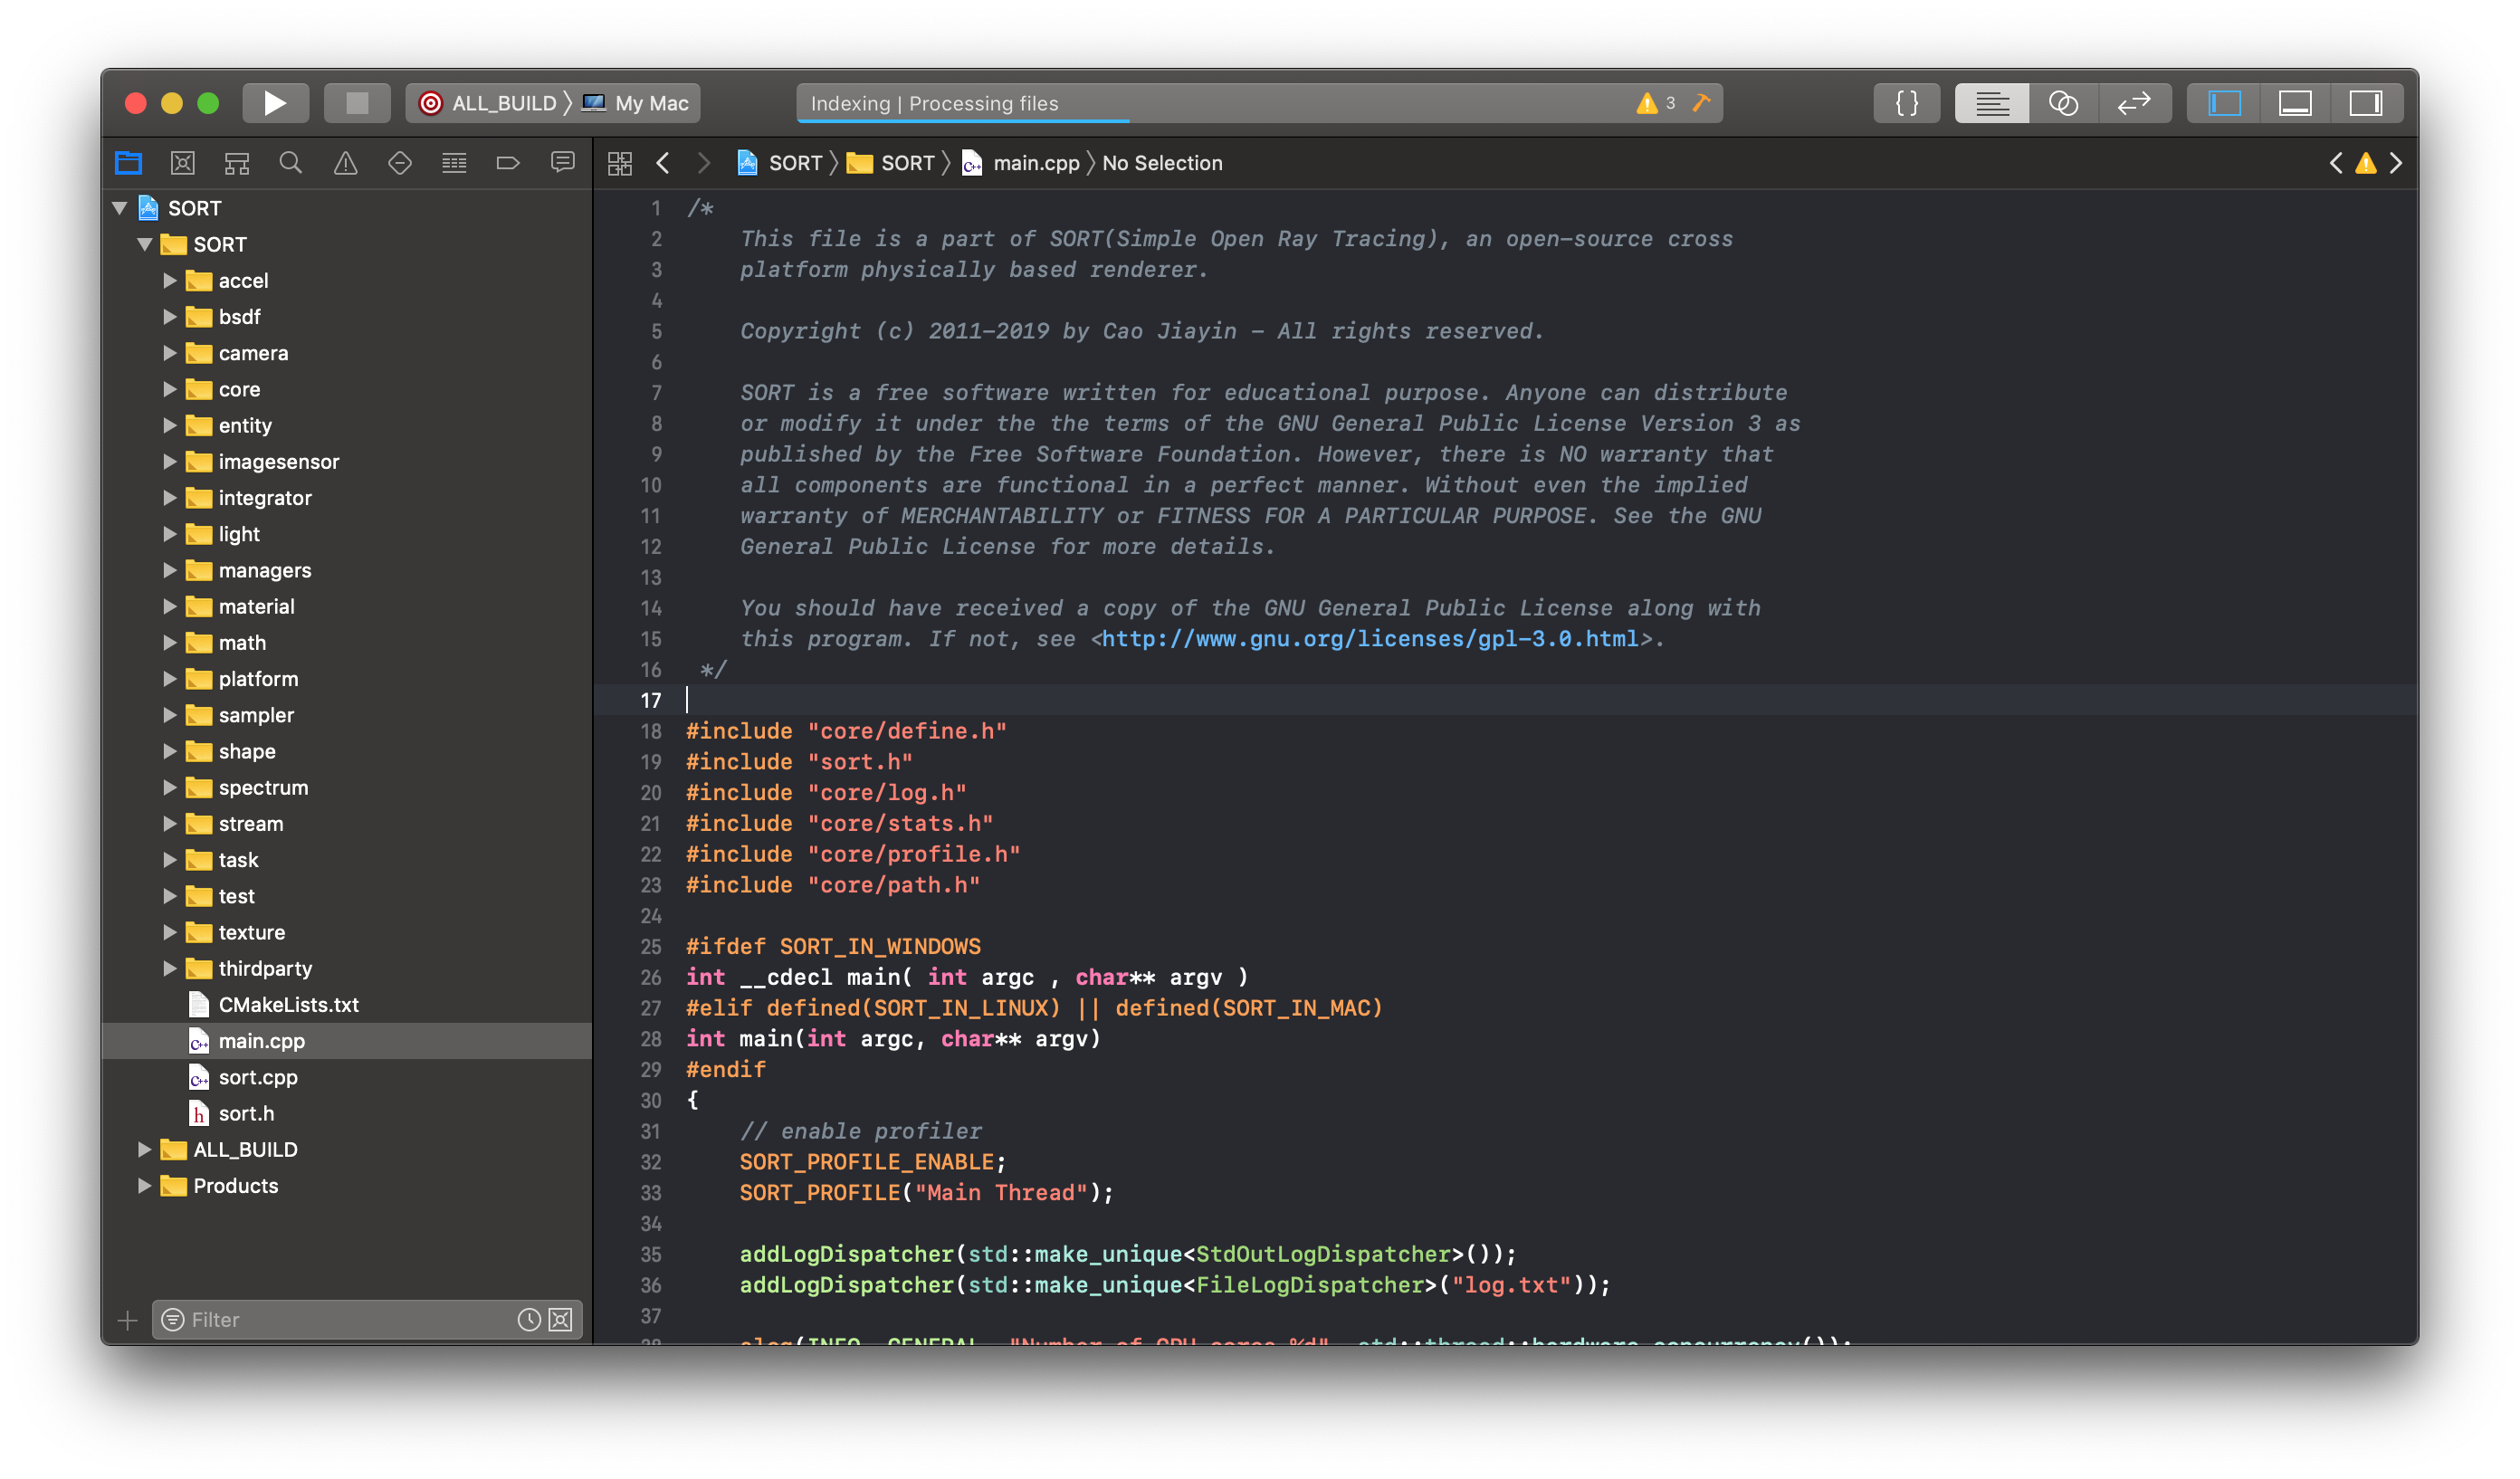 ALL_BUILD My Mac
Indexing | Processing files
3
{ }
SORT SORT main.cpp No Selection
SORT
SORT
accel
bsdf
camera
core
entity
imagesensor
integrator
light
managers
material
math
platform
sampler
shape
spectrum
stream
task
test
texture
thirdparty
CMakeLists.txt
main.cpp
sort.cpp
sort.h
ALL_BUILD
Products
Filter
1 /*
2 This file is a part of SORT(Simple Open Ray Tracing), an open-source cross
3 platform physically based renderer.
4
5 Copyright (c) 2011-2019 by Cao Jiayin - All rights reserved.
6
7 SORT is a free software written for educational purpose. Anyone can distribute
8 or modify it under the the terms of the GNU General Public License Version 3 as
9 published by the Free Software Foundation. However, there is NO warranty that
10 all components are functional in a perfect manner. Without even the implied
11 warranty of MERCHANTABILITY or FITNESS FOR A PARTICULAR PURPOSE. See the GNU
12 General Public License for more details.
13
14 You should have received a copy of the GNU General Public License along with
15 this program. If not, see <http://www.gnu.org/licenses/gpl-3.0.html>.
16 */
17
18 #include "core/define.h"
19 #include "sort.h"
20 #include "core/log.h"
21 #include "core/stats.h"
22 #include "core/profile.h"
23 #include "core/path.h"
24
25 #ifdef SORT_IN_WINDOWS
26 int __cdecl main( int argc , char** argv )
27 #elif defined(SORT_IN_LINUX) || defined(SORT_IN_MAC)
28 int main(int argc, char** argv)
29 #endif
30 {
31 // enable profiler
32 SORT_PROFILE_ENABLE;
33 SORT_PROFILE("Main Thread");
34
35 addLogDispatcher(std::make_unique<StdOutLogDispatcher>());
36 addLogDispatcher(std::make_unique<FileLogDispatcher>("log.txt"));
37
38 slog(INFO, GENERAL, "Number of CPU cores %d", std::thread::hardware_concurrency());